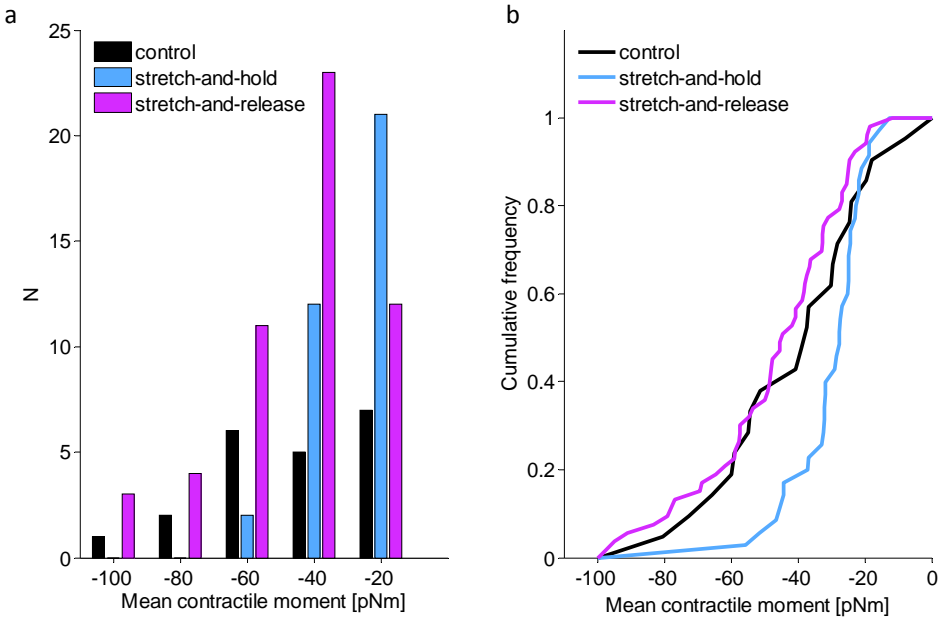 a
25
20
15
10
5
0
N
control
stretch-and-hold
stretch-and-release
-100 -80 -60 -40 -20
Mean contractile moment [pNm]
b
control
stretch-and-hold
stretch-and-release
1
0.8
0.6
0.4
0.2
0
Cumulative frequency
-100 -80 -60 -40 -20 0
Mean contractile moment [pNm]